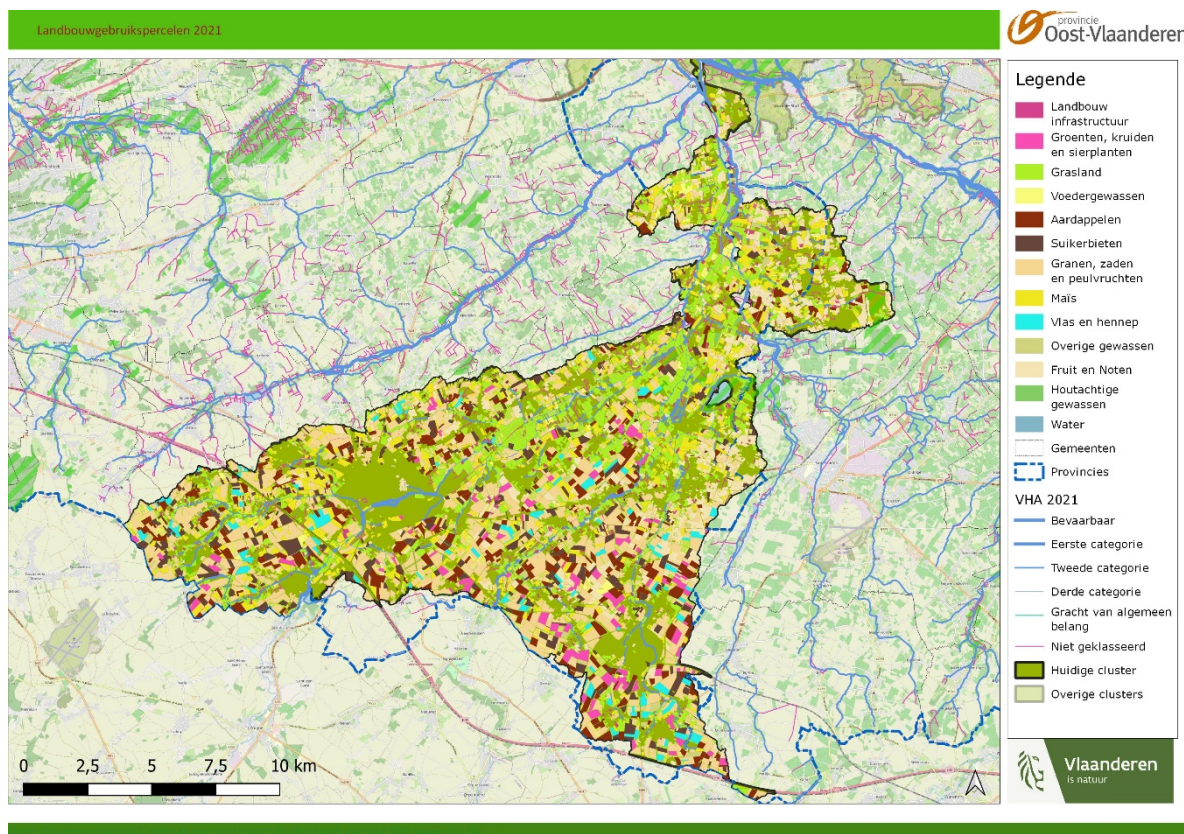 Landbouwgebruikspercelen 2021
provincie
Oost-Vlaanderen
Legende
Landbouw
infrastructuur
Groenten, kruiden
en sierplanten
Grasland
Voedergewassen
Aardappelen
Suikerbieten
Granen, zaden
en peulvruchten
Maïs
Vlas en hennep
Overige gewassen
Fruit en Noten
Houtachtige
gewassen
Water
Gemeenten
Provincies
VHA 2021
Bevaarbaar
Eerste categorie
Tweede categorie
Derde categorie
Gracht van algemeen
belang
Niet geklasseerd
Huidige cluster
Overige clusters
0 2,5 5 7,5 10 km
Vlaanderen
is natuur